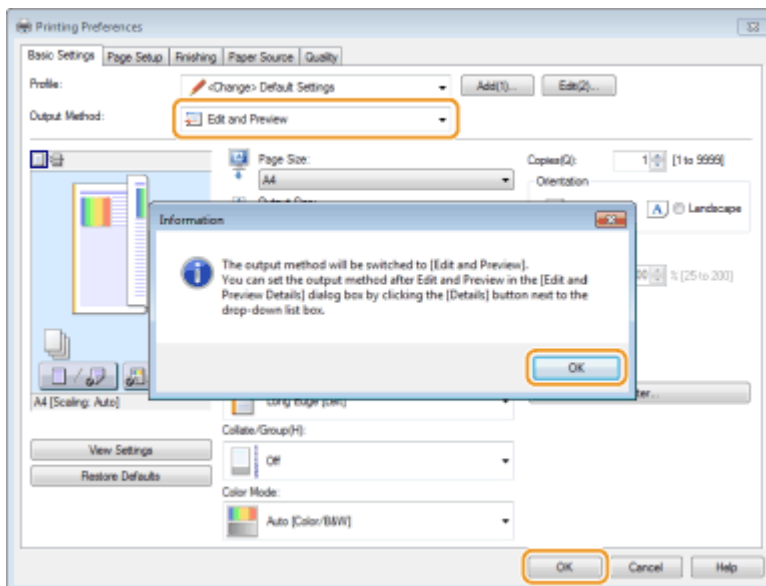 Printing Preferences
Basic Settings Page Setup Finishing Paper Source Quality
Profile: <Change> Default Settings Add(1)... Edit(2)...
Output Method: Edit and Preview
Page Size: Copies(Q): 1 [1 to 9999]
A4 Orientation
A Landscape
Information
The output method will be switched to [Edit and Preview].
You can set the output method after Edit and Preview in the [Edit and
Preview Details] dialog box by clicking the [Details] button next to the
drop-down list box.
% [25 to 200]
OK
A4 [Scaling: Auto]
Collate/Group(H):
View Settings Off
Restore Defaults
Color Mode:
Auto [Color/B&W]
OK Cancel Help